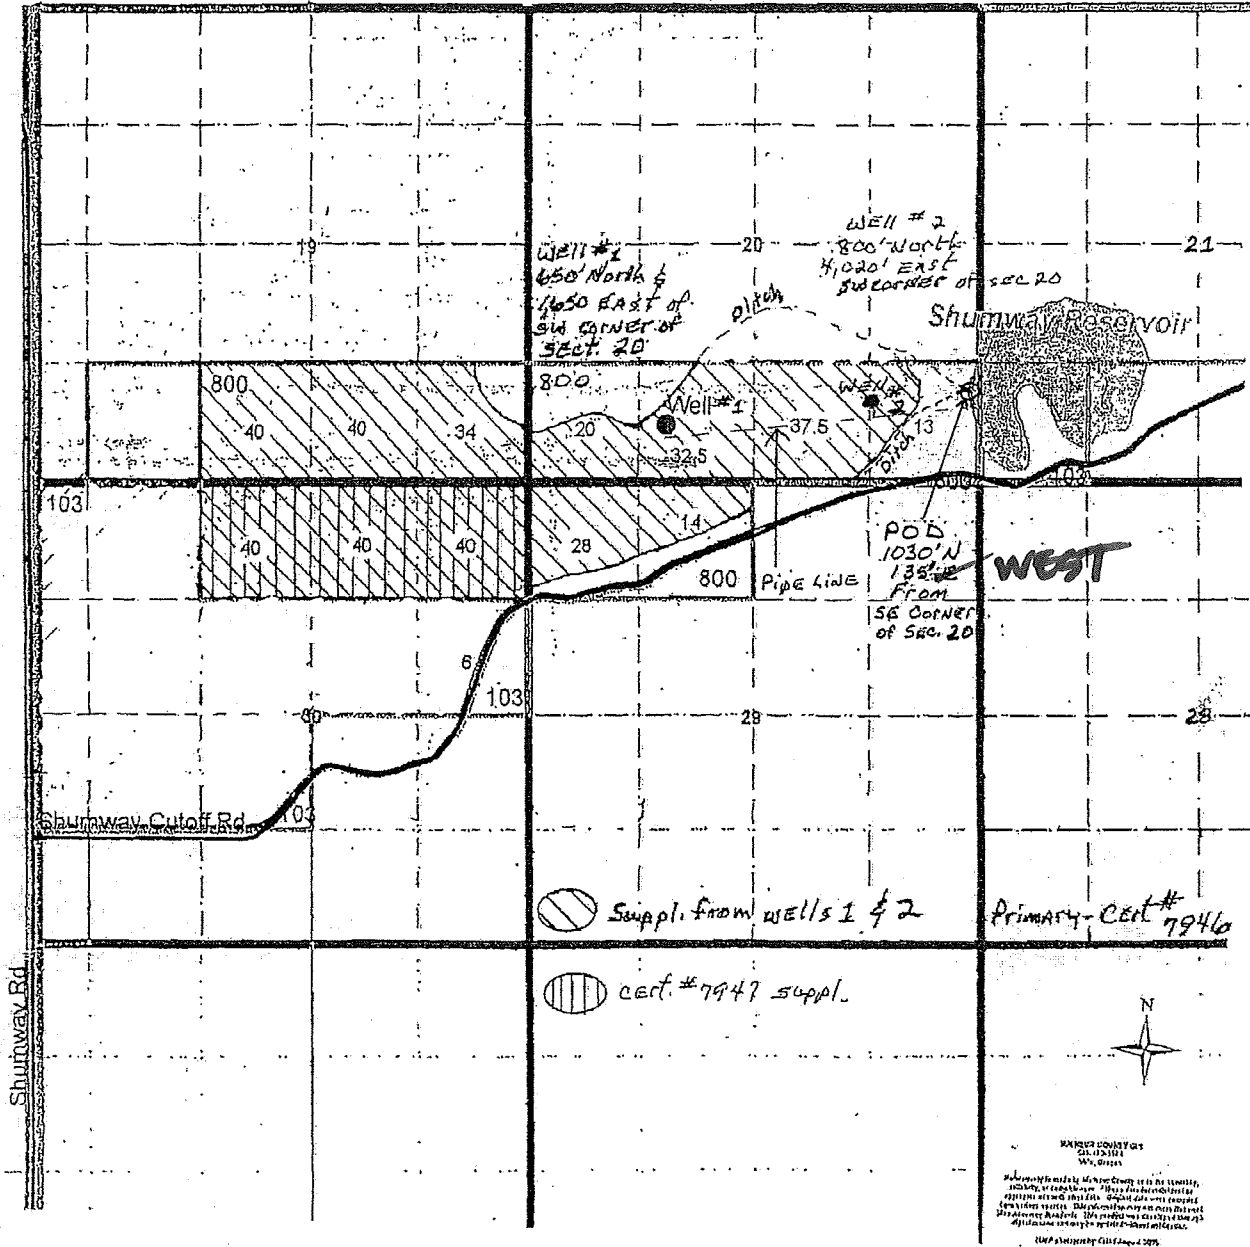 19
20
21
WELL #1
650' North &
1,650 EAST of
SW CORNER of
SECT. 20
WELL # 2
800' North
4,020' EAST
SW CORNER of SEC 20
Ditch
Shumway Reservoir
800
800
40
40
34
20
Well #1
32.5
37.5
WELL #2
13
Ditch
103
103
40
40
40
28
14
800
PiPE LiNE
POD
1030' N
135'
From
SE CORNER
of SEC. 20
WEST
6
103
30
29
28
Shumway Cutoff Rd
103
Suppl. from WELLS 1 & 2
Primary - Cert #
7946
Cert. #7947 suppl.
Shumway Rd
N